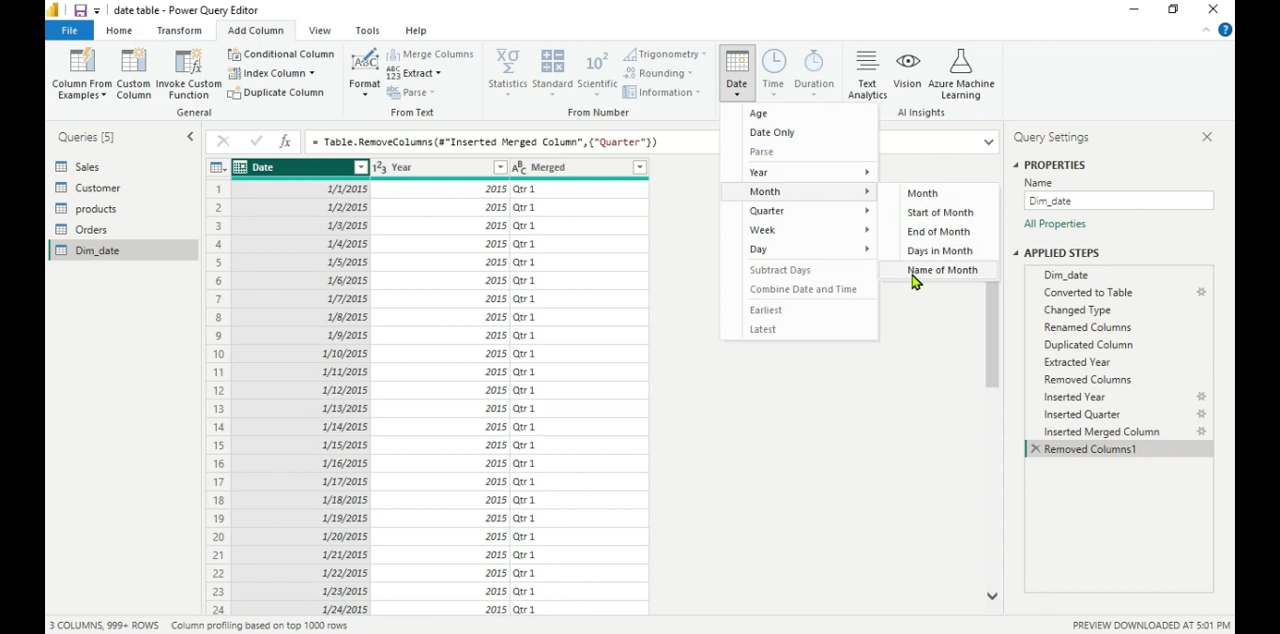 date table - Power Query Editor
File Home Transform Add Column View Tools Help
Column From Examples
Custom Column
Invoke Custom Function
Conditional Column
Index Column
Duplicate Column
General
Format
Merge Columns
Extract
Parse
From Text
Statistics
Standard
Scientific
Trigonometry
Rounding
Information
From Number
Date
Time
Duration
Text Analytics
Vision
Azure Machine Learning
AI Insights
Queries [5]
Sales
Customer
products
Orders
Dim_date
= Table.RemoveColumns(#"Inserted Merged Column",{"Quarter"})
Date 1²3 Year ABC Merged
1 1/1/2015 2015 Qtr 1
2 1/2/2015 2015 Qtr 1
3 1/3/2015 2015 Qtr 1
4 1/4/2015 2015 Qtr 1
5 1/5/2015 2015 Qtr 1
6 1/6/2015 2015 Qtr 1
7 1/7/2015 2015 Qtr 1
8 1/8/2015 2015 Qtr 1
9 1/9/2015 2015 Qtr 1
10 1/10/2015 2015 Qtr 1
11 1/11/2015 2015 Qtr 1
12 1/12/2015 2015 Qtr 1
13 1/13/2015 2015 Qtr 1
14 1/14/2015 2015 Qtr 1
15 1/15/2015 2015 Qtr 1
16 1/16/2015 2015 Qtr 1
17 1/17/2015 2015 Qtr 1
18 1/18/2015 2015 Qtr 1
19 1/19/2015 2015 Qtr 1
20 1/20/2015 2015 Qtr 1
21 1/21/2015 2015 Qtr 1
22 1/22/2015 2015 Qtr 1
23 1/23/2015 2015 Qtr 1
24 1/24/2015 2015 Qtr 1
Age
Date Only
Parse
Year
Month
Quarter
Week
Day
Subtract Days
Combine Date and Time
Earliest
Latest
Month
Start of Month
End of Month
Days in Month
Name of Month
Query Settings
PROPERTIES
Name
Dim_date
All Properties
APPLIED STEPS
Dim_date
Converted to Table
Changed Type
Renamed Columns
Duplicated Column
Extracted Year
Removed Columns
Inserted Year
Inserted Quarter
Inserted Merged Column
Removed Columns1
3 COLUMNS, 999+ ROWS Column profiling based on top 1000 rows
PREVIEW DOWNLOADED AT 5:01 PM